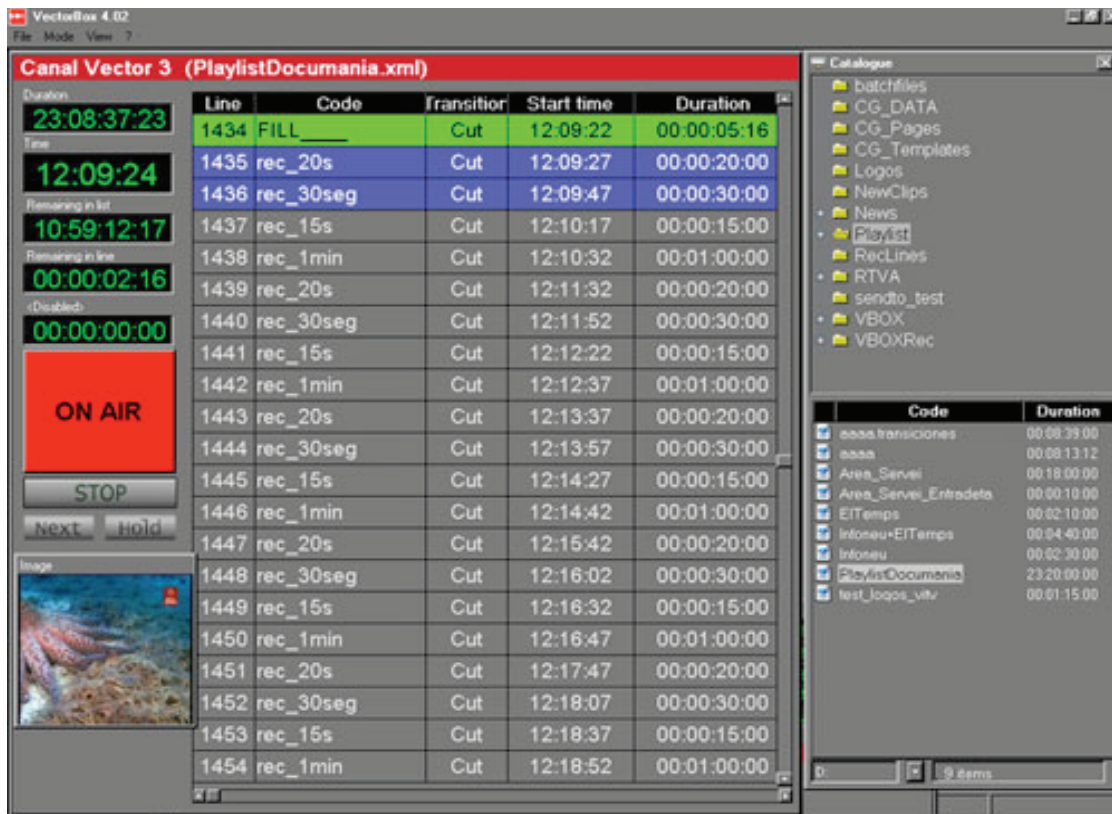 VectorBox 4.02
File Mode View ?
Canal Vector 3 (PlaylistDocumania.xml)
Duration
23:08:37:23
Time
12:09:24
Remaining in list
10:59:12:17
Remaining in line
00:00:02:16
<Disabled>
00:00:00:00
ON AIR
STOP
Next Hold
Image
Line Code Transition Start time Duration
1434 FILL____ Cut 12:09:22 00:00:05:16
1435 rec_20s Cut 12:09:27 00:00:20:00
1436 rec_30seg Cut 12:09:47 00:00:30:00
1437 rec_15s Cut 12:10:17 00:00:15:00
1438 rec_1min Cut 12:10:32 00:01:00:00
1439 rec_20s Cut 12:11:32 00:00:20:00
1440 rec_30seg Cut 12:11:52 00:00:30:00
1441 rec_15s Cut 12:12:22 00:00:15:00
1442 rec_1min Cut 12:12:37 00:01:00:00
1443 rec_20s Cut 12:13:37 00:00:20:00
1444 rec_30seg Cut 12:13:57 00:00:30:00
1445 rec_15s Cut 12:14:27 00:00:15:00
1446 rec_1min Cut 12:14:42 00:01:00:00
1447 rec_20s Cut 12:15:42 00:00:20:00
1448 rec_30seg Cut 12:16:02 00:00:30:00
1449 rec_15s Cut 12:16:32 00:00:15:00
1450 rec_1min Cut 12:16:47 00:01:00:00
1451 rec_20s Cut 12:17:47 00:00:20:00
1452 rec_30seg Cut 12:18:07 00:00:30:00
1453 rec_15s Cut 12:18:37 00:00:15:00
1454 rec_1min Cut 12:18:52 00:01:00:00
Catalogue
batchfiles
CG_DATA
CG_Pages
CG_Templates
Logos
NewClips
News
Playlist
RecLines
RTVA
sendto_test
VBOX
VBOXRec
Code Duration
aaaa.transiciones 00:08:39:00
aaaa 00:08:13:12
Area_Servei 00:18:00:00
Area_Servei_Entradeta 00:00:10:00
ElTemps 00:02:10:00
Infoneu+ElTemps 00:04:40:00
Infoneu 00:02:30:00
PlaylistDocumania 23:20:00:00
test_logos_vitv 00:01:15:00
D: 9 items